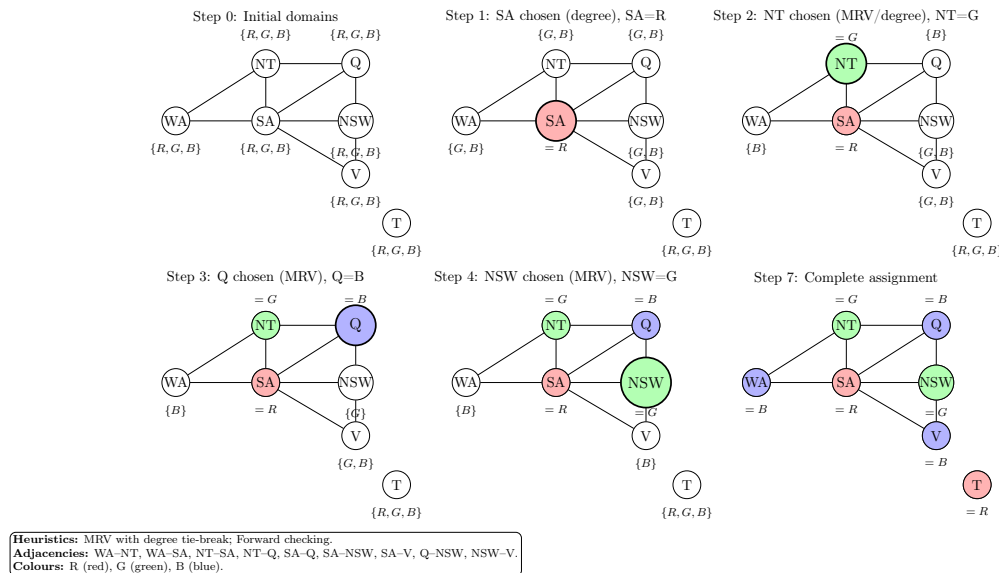 Step 0: Initial domains
{R, G, B} {R, G, B}
NT Q
WA SA NSW
{R, G, B} {R, G, B} {R, G, B}
V
{R, G, B}
T
{R, G, B}
Step 1: SA chosen (degree), SA=R
{G, B} {G, B}
NT Q
WA SA NSW
{G, B} = R {G, B}
V
{G, B}
T
{R, G, B}
Step 2: NT chosen (MRV/degree), NT=G
= G {B}
NT Q
WA SA NSW
{B} = R {G, B}
V
{G, B}
T
{R, G, B}
Step 3: Q chosen (MRV), Q=B
= G = B
NT Q
WA SA NSW
{B} = R {G}
V
{G, B}
T
{R, G, B}
Step 4: NSW chosen (MRV), NSW=G
= G = B
NT Q
WA SA NSW
{B} = R = G
V
{B}
T
{R, G, B}
Step 7: Complete assignment
= G = B
NT Q
WA SA NSW
= B = R = G
V
= B
T
= R
Heuristics: MRV with degree tie-break; Forward checking.
Adjacencies: WA–NT, WA–SA, NT–SA, NT–Q, SA–Q, SA–NSW, SA–V, Q–NSW, NSW–V.
Colours: R (red), G (green), B (blue).